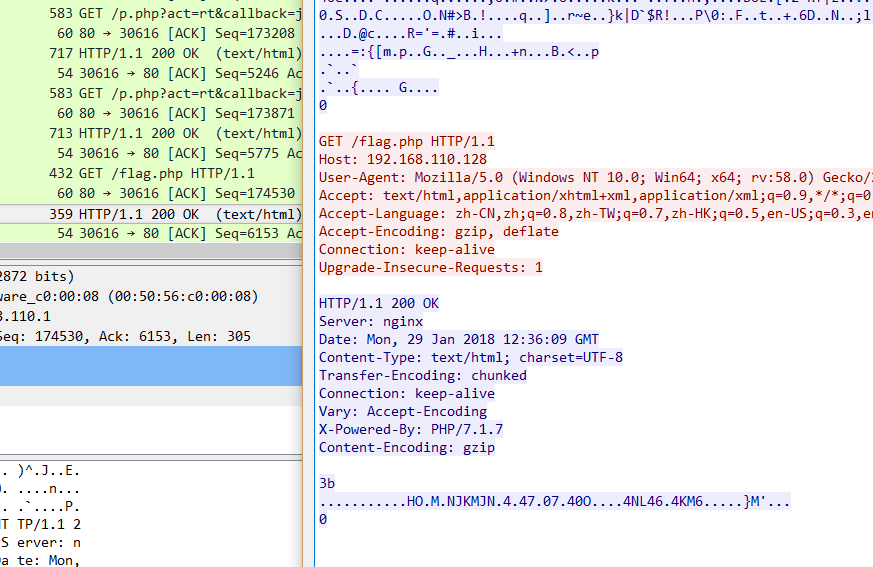 583 GET /p.php?act=rt&callback=j
60 80 → 30616 [ACK] Seq=173208
717 HTTP/1.1 200 OK (text/html)
54 30616 → 80 [ACK] Seq=5246 Ac
583 GET /p.php?act=rt&callback=j
60 80 → 30616 [ACK] Seq=173871
713 HTTP/1.1 200 OK (text/html)
54 30616 → 80 [ACK] Seq=5775 Ac
432 GET /flag.php HTTP/1.1
60 80 → 30616 [ACK] Seq=174530
359 HTTP/1.1 200 OK (text/html)
54 30616 → 80 [ACK] Seq=6153 Ac
2872 bits)
ware_c0:00:08 (00:50:56:c0:00:08)
8.110.1
Seq: 174530, Ack: 6153, Len: 305
. )^.J..E.
. ....n...
. .`....P.
T TP/1.1 2
S erver: n
a te: Mon,
0.S..D.C.....O.N#>B.!....q..]..r~e..}k|D`$R!...P\0:.F..t..+.6D..N..;l
...D.@c....R='=.#..i...
....=:{[m.p..G.._...H...+n...B.<..p
.`..`
.`..{.... G....
0
GET /flag.php HTTP/1.1
Host: 192.168.110.128
User-Agent: Mozilla/5.0 (Windows NT 10.0; Win64; x64; rv:58.0) Gecko/
Accept: text/html,application/xhtml+xml,application/xml;q=0.9,*/*;q=0
Accept-Language: zh-CN,zh;q=0.8,zh-TW;q=0.7,zh-HK;q=0.5,en-US;q=0.3,e
Accept-Encoding: gzip, deflate
Connection: keep-alive
Upgrade-Insecure-Requests: 1
HTTP/1.1 200 OK
Server: nginx
Date: Mon, 29 Jan 2018 12:36:09 GMT
Content-Type: text/html; charset=UTF-8
Transfer-Encoding: chunked
Connection: keep-alive
Vary: Accept-Encoding
X-Powered-By: PHP/7.1.7
Content-Encoding: gzip
3b
...........HO.M.NJKMJN.4.47.07.40O....4NL46.4KM6.....}M'...
0